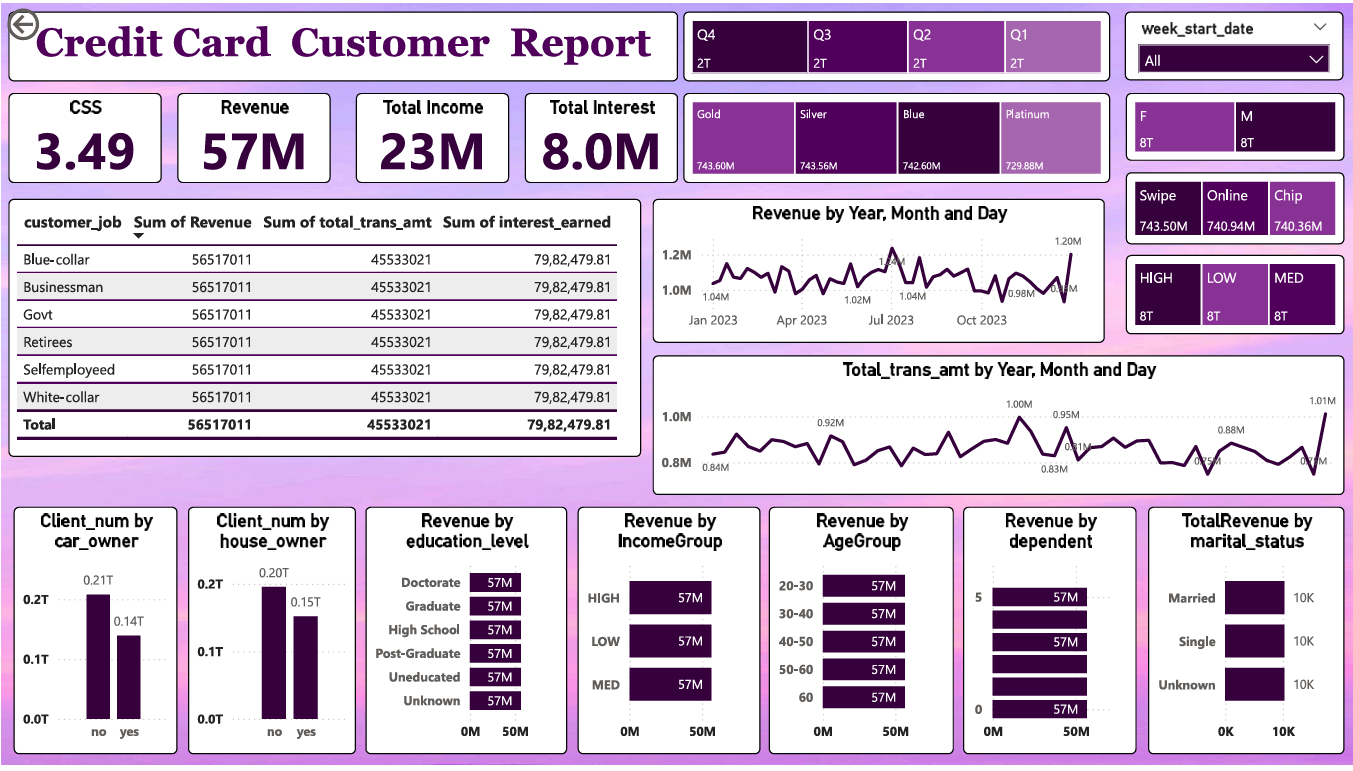 Credit Card Customer Report
Q4 Q3 Q2 Q1
2T 2T 2T 2T
week_start_date
All
CSS
3.49
Revenue
57M
Total Income
23M
Total Interest
8.0M
Gold Silver Blue Platinum
743.60M 743.56M 742.60M 729.88M
F M
8T 8T
Swipe Online Chip
743.50M 740.94M 740.36M
HIGH LOW MED
8T 8T 8T
customer_job Sum of Revenue Sum of total_trans_amt Sum of interest_earned
Blue-collar 56517011 45533021 79,82,479.81
Businessman 56517011 45533021 79,82,479.81
Govt 56517011 45533021 79,82,479.81
Retirees 56517011 45533021 79,82,479.81
Selfemployeed 56517011 45533021 79,82,479.81
White-collar 56517011 45533021 79,82,479.81
Total 56517011 45533021 79,82,479.81
Revenue by Year, Month and Day
1.20M
1.2M
1.0M
1.04M 1.02M 1.04M 0.98M
Jan 2023 Apr 2023 Jul 2023 Oct 2023
Total_trans_amt by Year, Month and Day
1.00M 1.01M
1.0M 0.92M 0.95M 0.88M
0.8M
0.84M 0.83M
Client_num by
car_owner
0.21T
0.14T
0.2T
0.1T
0.0T
no yes
Client_num by
house_owner
0.20T
0.15T
0.2T
0.1T
0.0T
no yes
Revenue by
education_level
Doctorate 57M
Graduate 57M
High School 57M
Post-Graduate 57M
Uneducated 57M
Unknown 57M
0M 50M
Revenue by
IncomeGroup
HIGH 57M
LOW 57M
MED 57M
0M 50M
Revenue by
AgeGroup
20-30 57M
30-40 57M
40-50 57M
50-60 57M
60 57M
0M 50M
Revenue by
dependent
5 57M
57M
0 57M
0M 50M
TotalRevenue by
marital_status
Married 10K
Single 10K
Unknown 10K
0K 10K